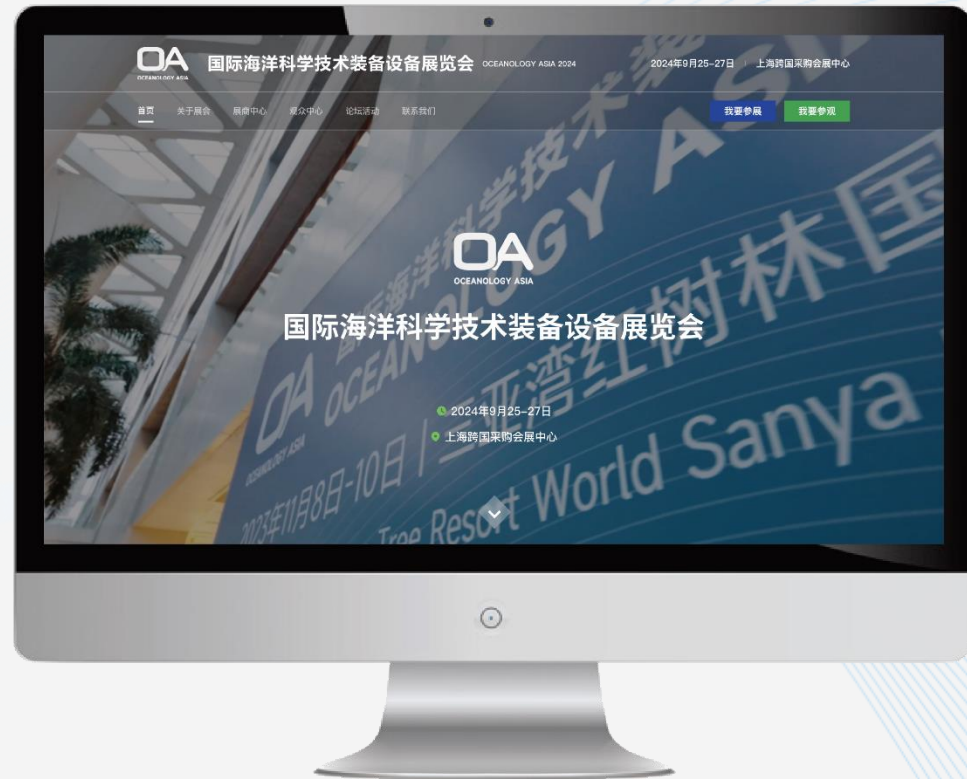 OA
OCEANOLOGY ASIA
国际海洋科学技术装备设备展览会 OCEANOLOGY ASIA 2024
2024年9月25-27日 | 上海跨国采购会展中心
首页 关于展会 展商中心 观众中心 论坛活动 联系我们
我要参展 我要参观
OA
OCEANOLOGY ASIA
国际海洋科学技术装备设备展览会
2024年9月25-27日
上海跨国采购会展中心
国际海洋科学技术装
OCEANOLOGY ASIA
OA
OCEANOLOGY ASIA
2023年11月8日-10日 | 三亚湾红树林国
Tree Resort World Sanya